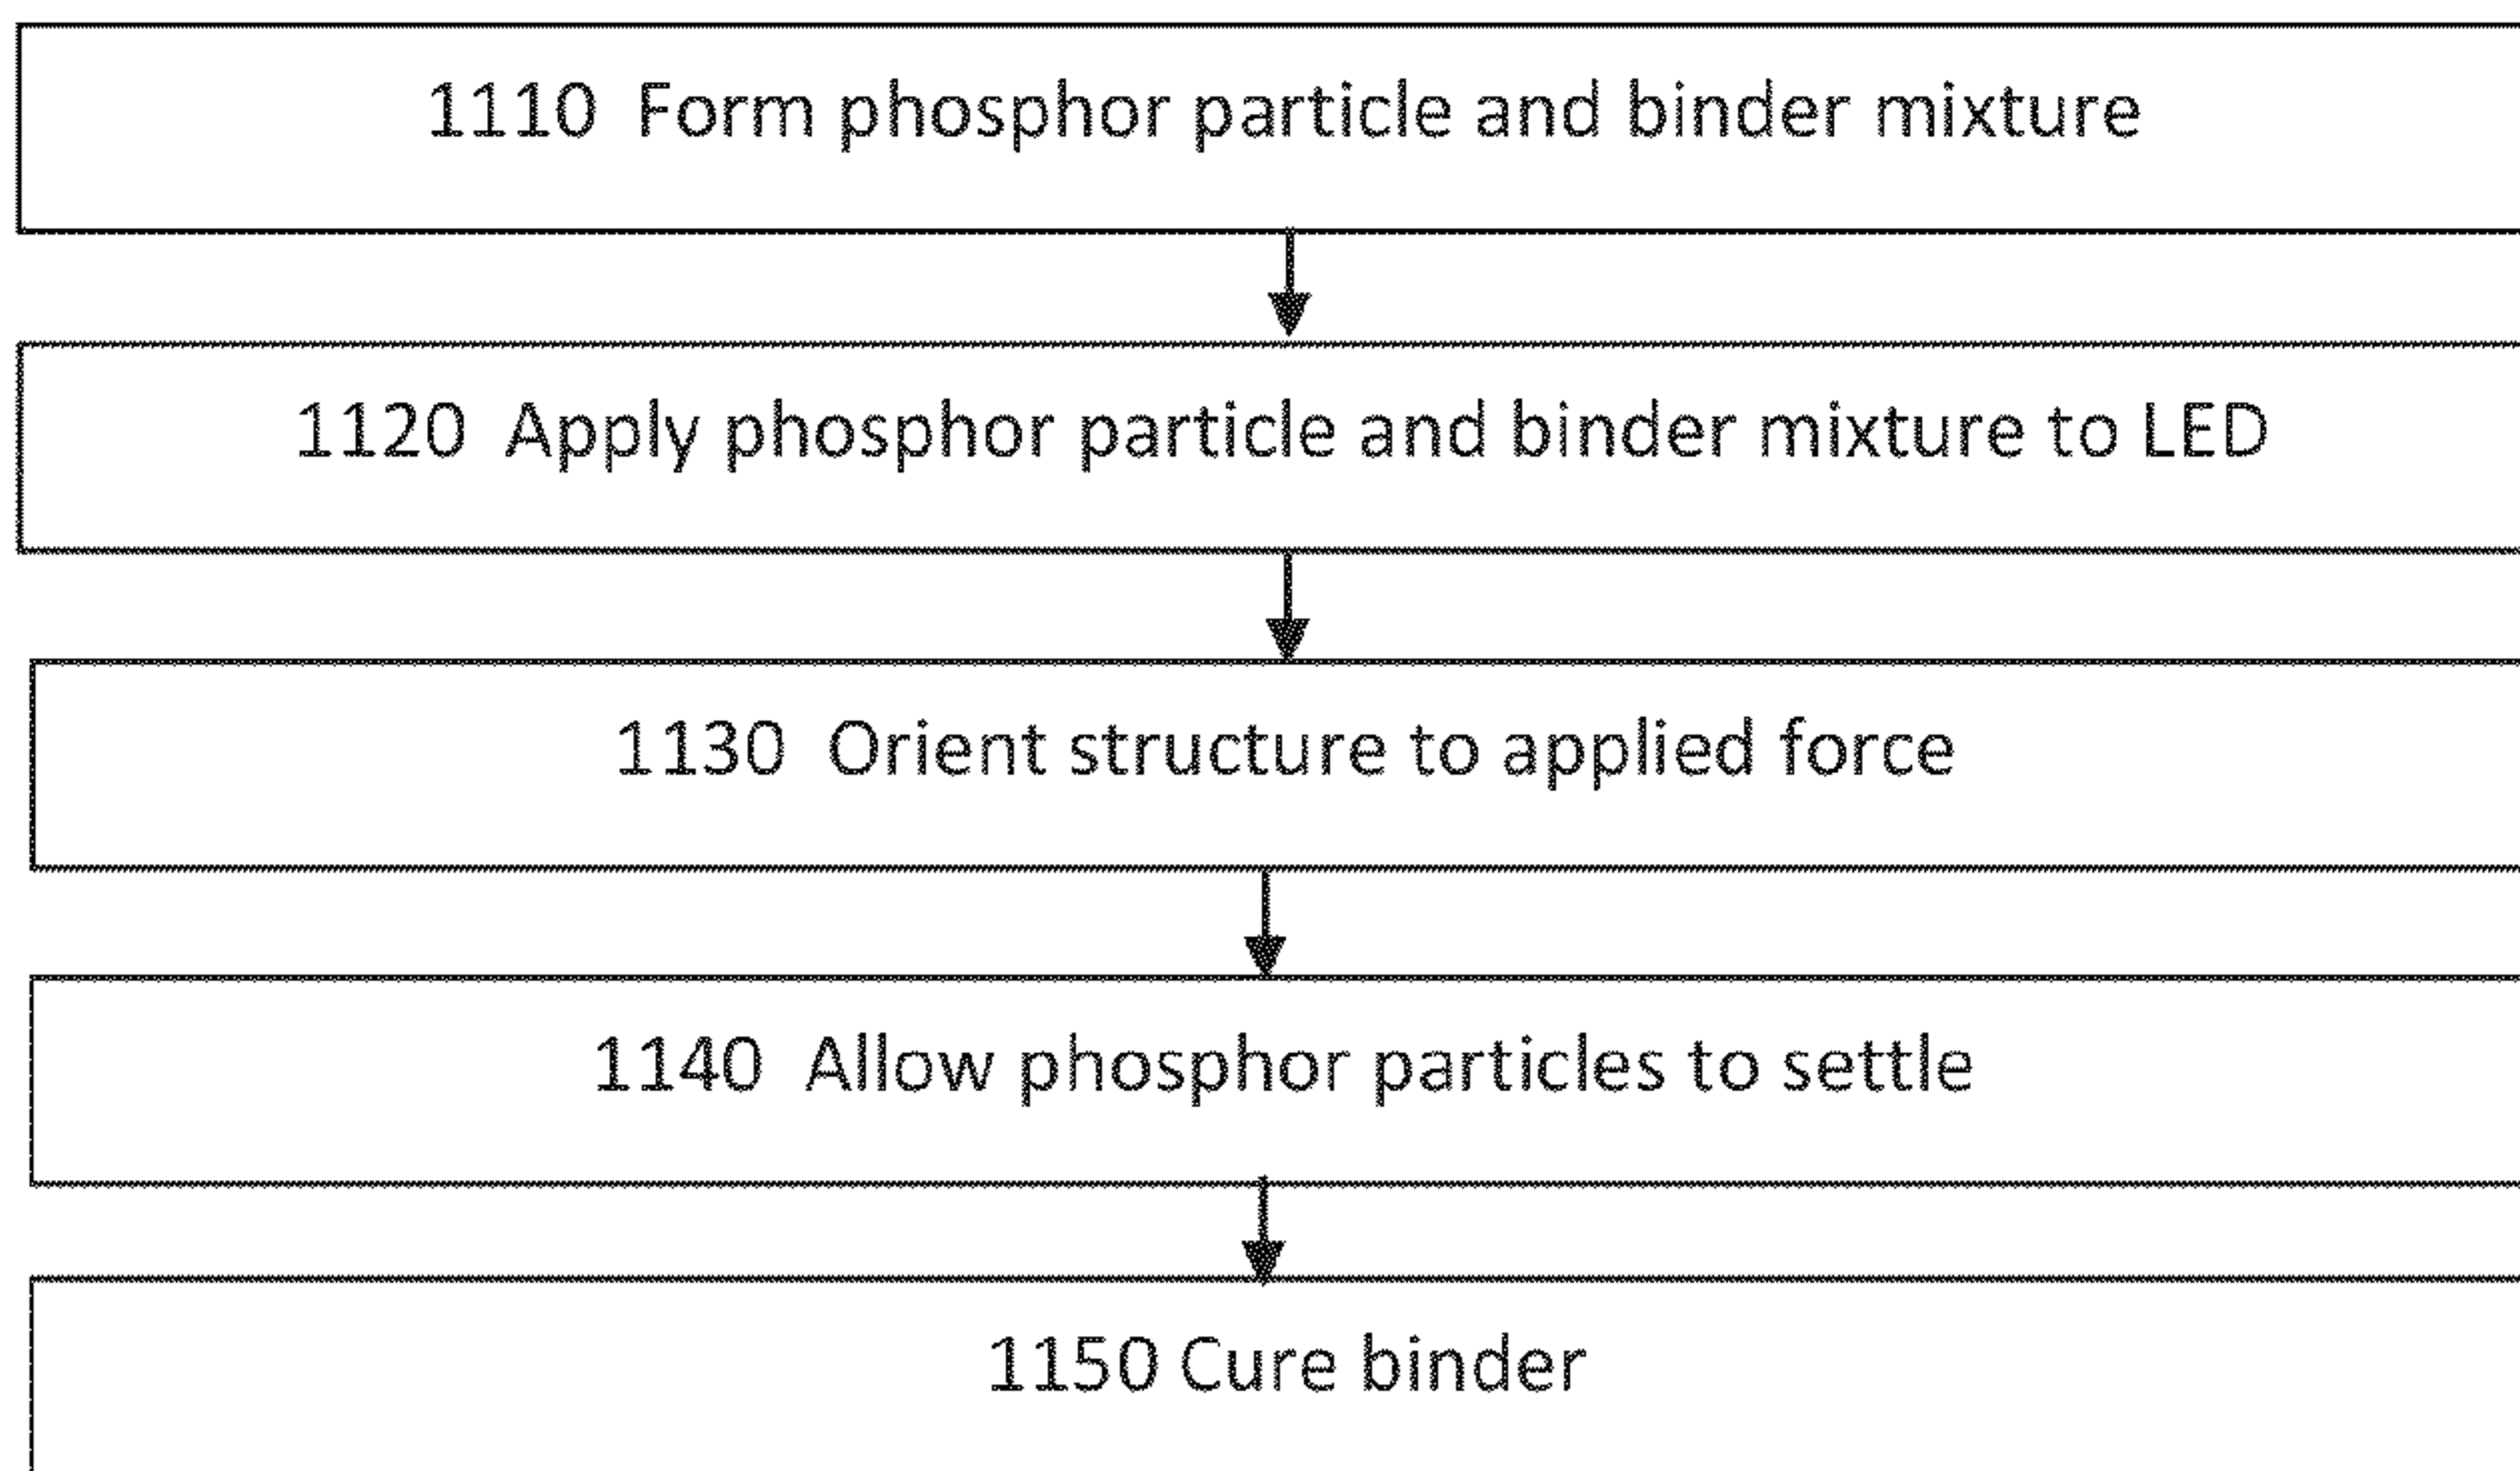 1110 Form phosphor particle and binder mixture
1120 Apply phosphor particle and binder mixture to LED
1130 Orient structure to applied force
1140 Allow phosphor particles to settle
1150 Cure binder